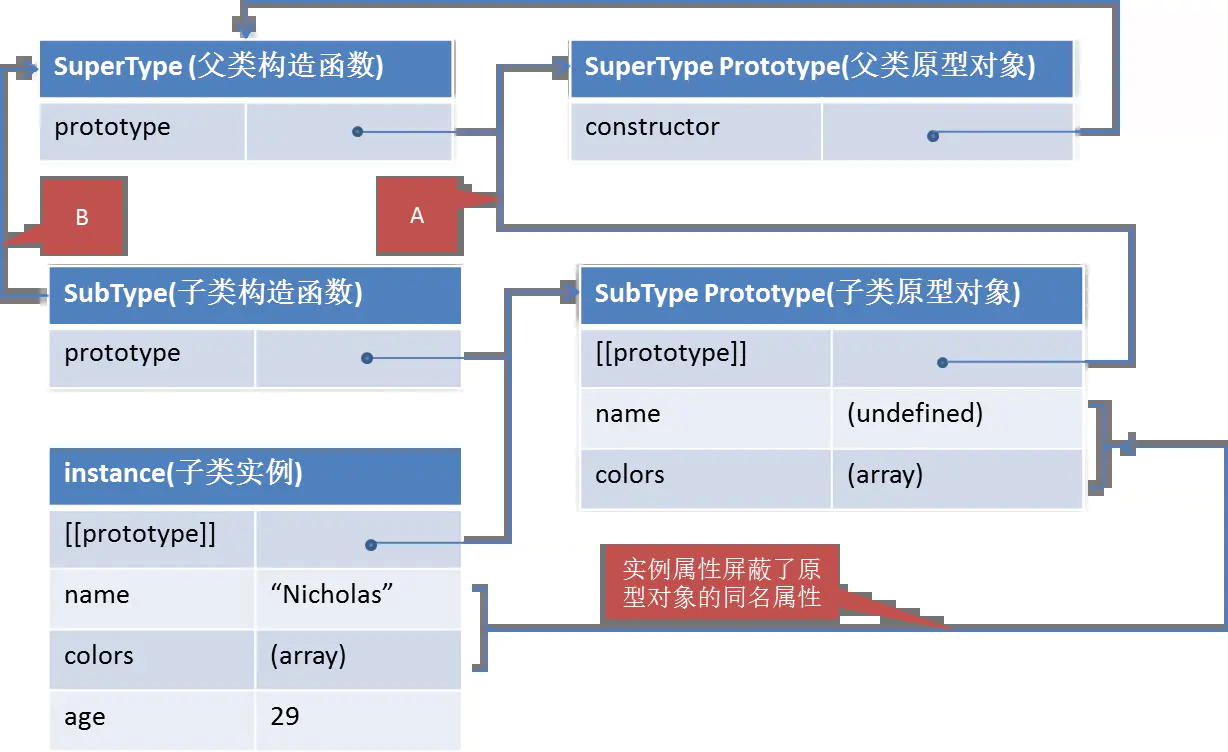 SuperType (父类构造函数)
prototype
SuperType Prototype(父类原型对象)
constructor
B
A
SubType(子类构造函数)
prototype
SubType Prototype(子类原型对象)
[[prototype]]
name (undefined)
colors (array)
instance(子类实例)
[[prototype]]
name “Nicholas”
colors (array)
age 29
实例属性屏蔽了原
型对象的同名属性